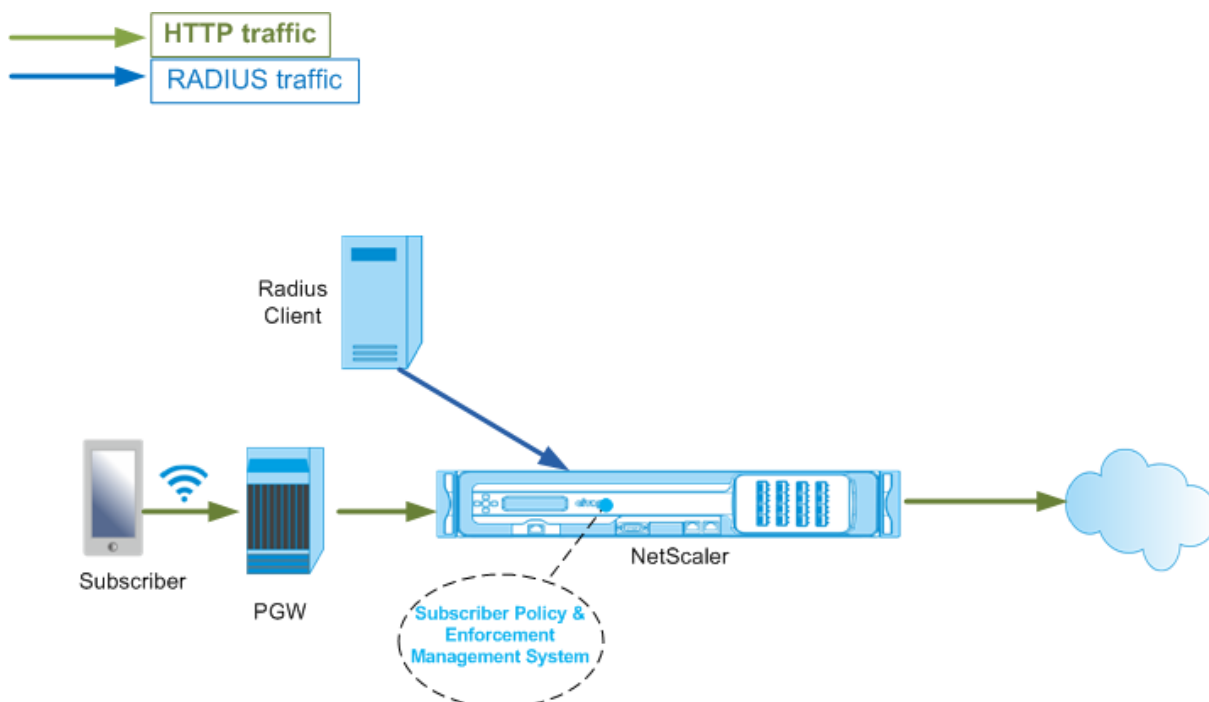 HTTP traffic
RADIUS traffic
Radius
Client
Subscriber
PGW
NetScaler
Subscriber Policy &
Enforcement
Management System